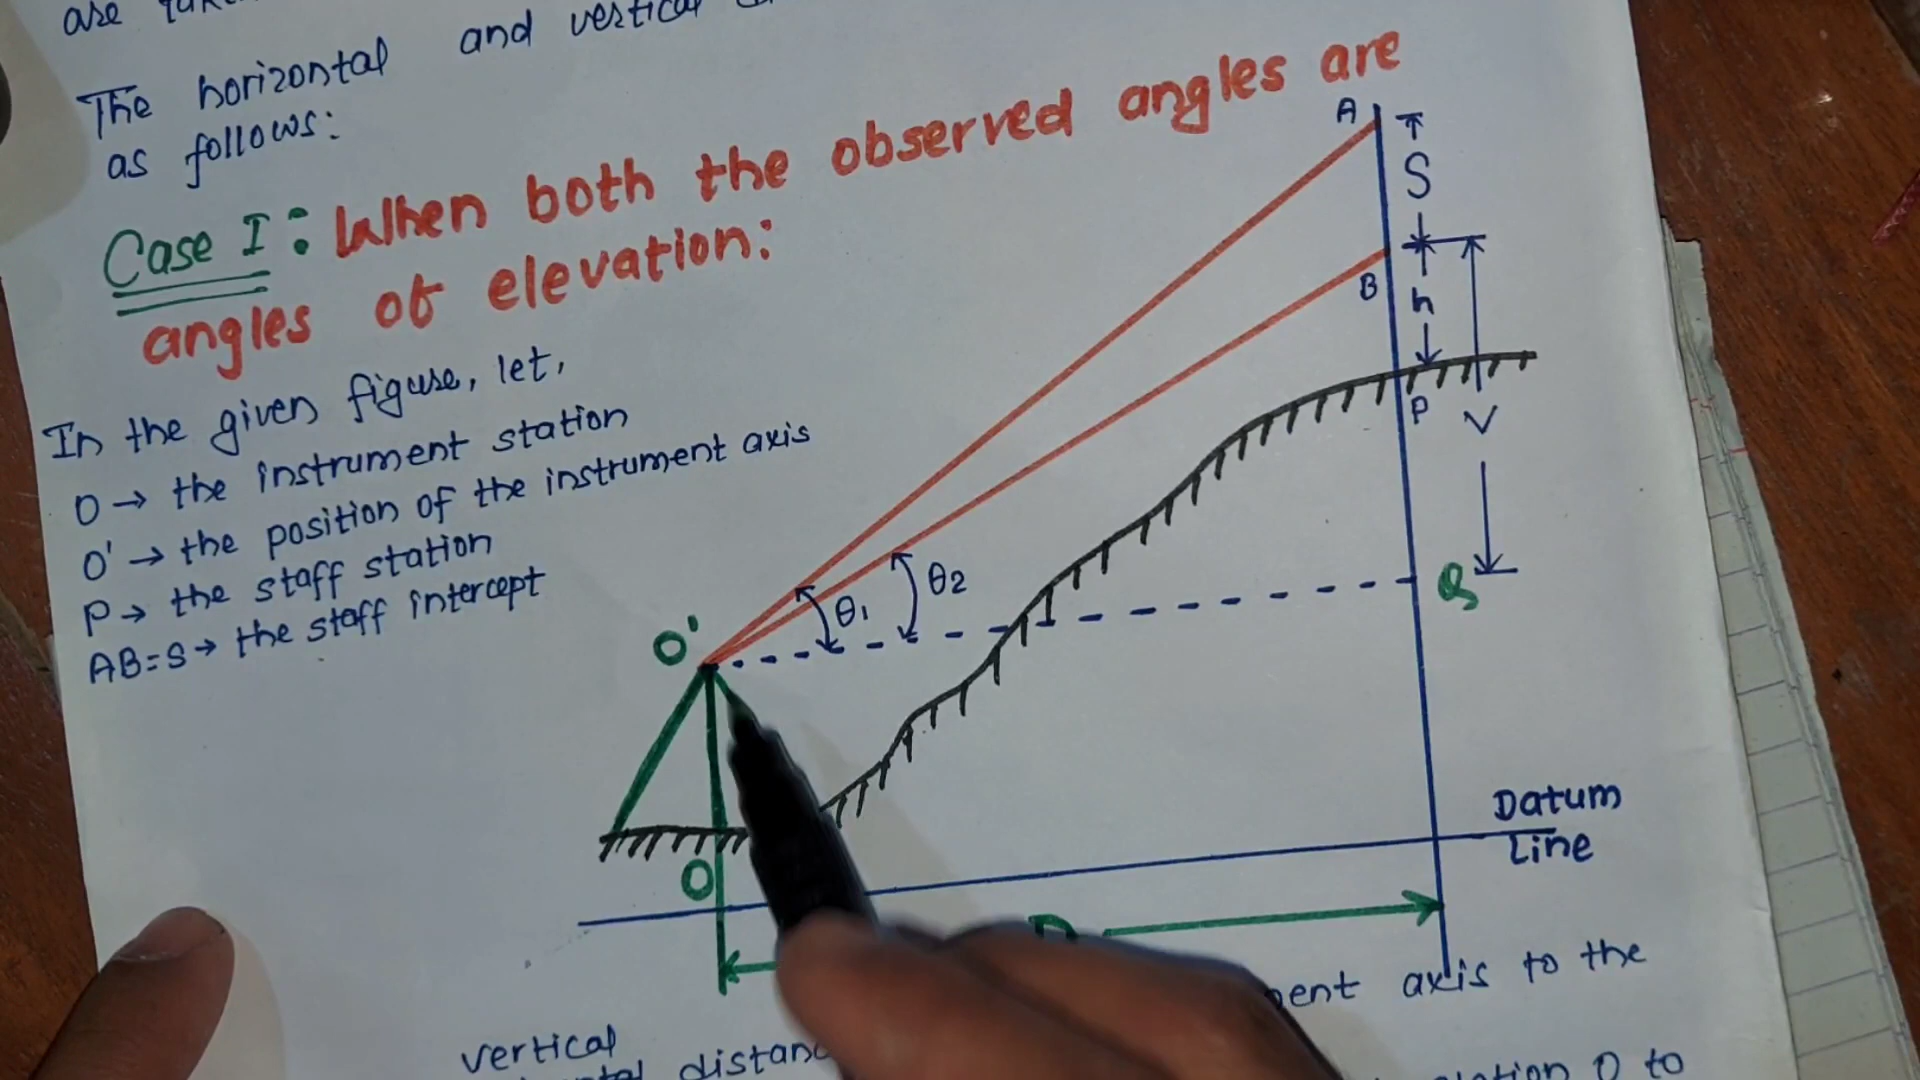 are
The horizontal and vertical
as follows:
Case I: When both the observed angles are
angles of elevation:
In the given figure, let,
O → the instrument station
O' → the position of the instrument axis
P → the staff station
AB=S → the staff intercept
A
S
B
h
P
V
θ2
θ1
O'
Q
Datum
Line
O
D
axis to the
vertical
O to